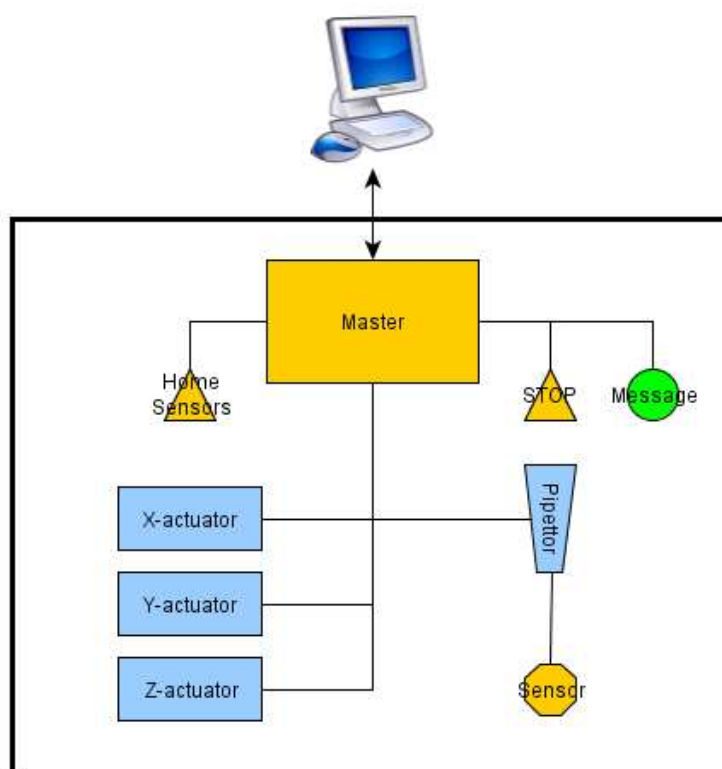 Master
Home
Sensors
STOP
Message
X-actuator
Pipettor
Y-actuator
Z-actuator
Sensor